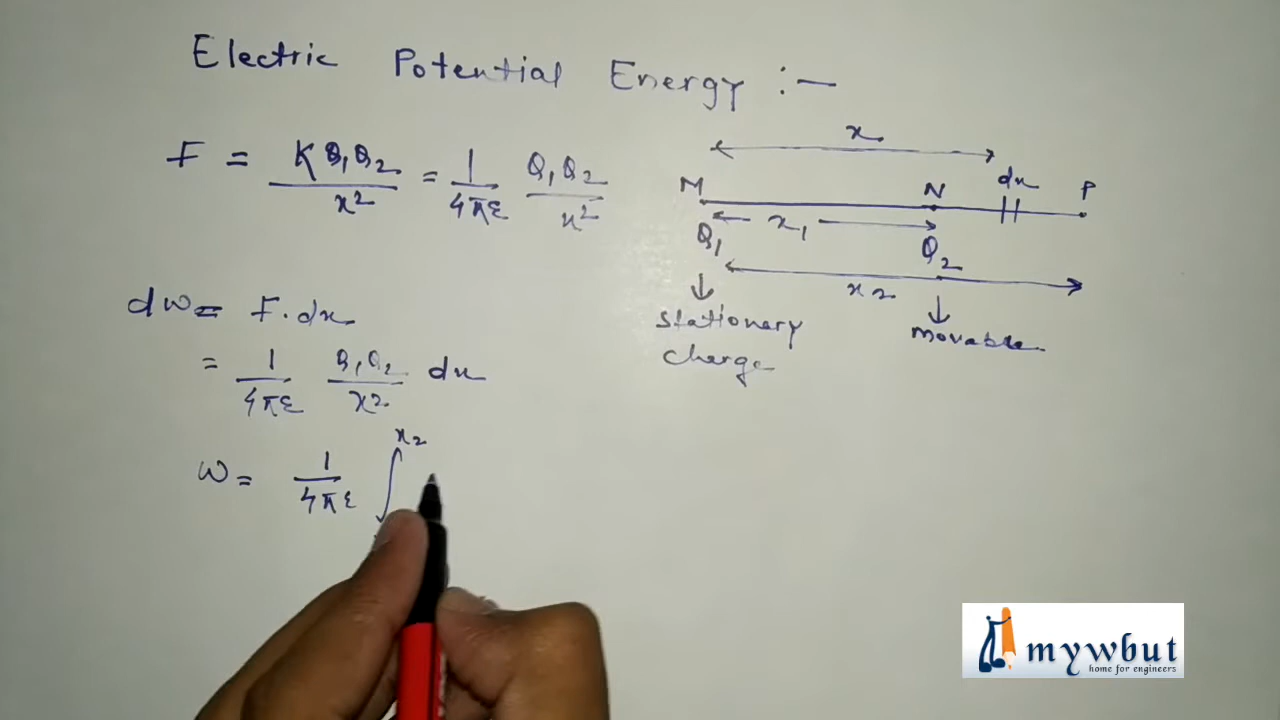 Electric Potential Energy :—
F = KQ₁Q₂/x² = 1/4πε Q₁Q₂/x²
x
M N dx P
x₁
Q₁ Q₂
x₂
stationary charge
movable
dw = F.dx
= 1/4πε Q₁Q₂/x² dx
W = 1/4πε ∫ x₂
mywbut
home for engineers